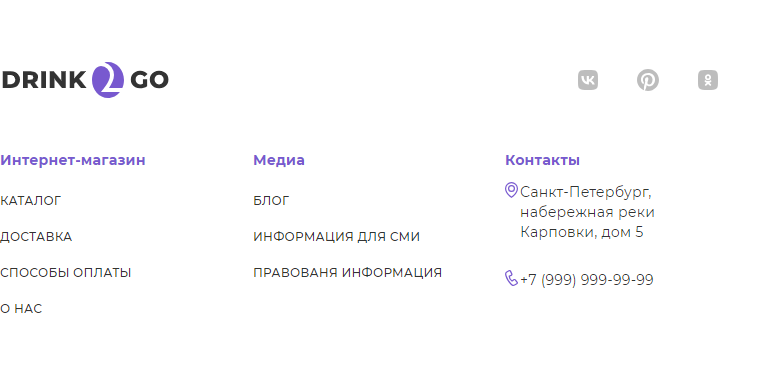 DRINK 2 GO
Интернет-магазин
КАТАЛОГ
ДОСТАВКА
СПОСОБЫ ОПЛАТЫ
О НАС
Медиа
БЛОГ
ИНФОРМАЦИЯ ДЛЯ СМИ
ПРАВОВАНЯ ИНФОРМАЦИЯ
Контакты
Санкт-Петербург,
набережная реки
Карповки, дом 5
+7 (999) 999-99-99